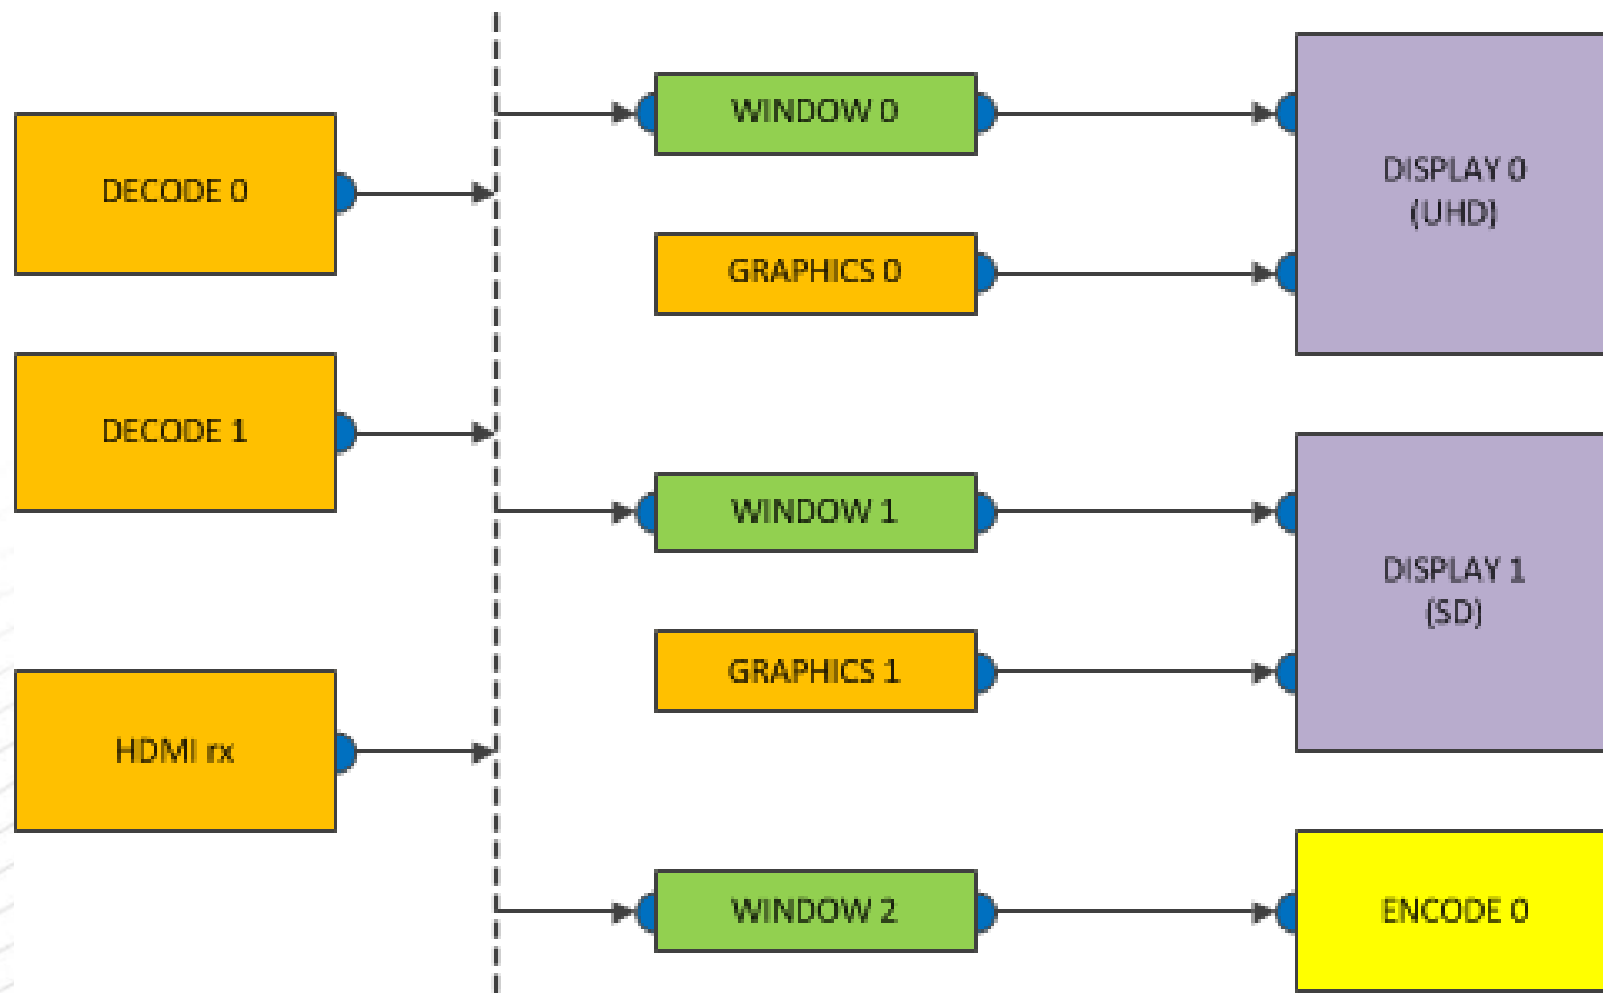 DECODE 0
DECODE 1
HDMI rx
WINDOW 0
GRAPHICS 0
WINDOW 1
GRAPHICS 1
WINDOW 2
DISPLAY 0
(UHD)
DISPLAY 1
(SD)
ENCODE 0